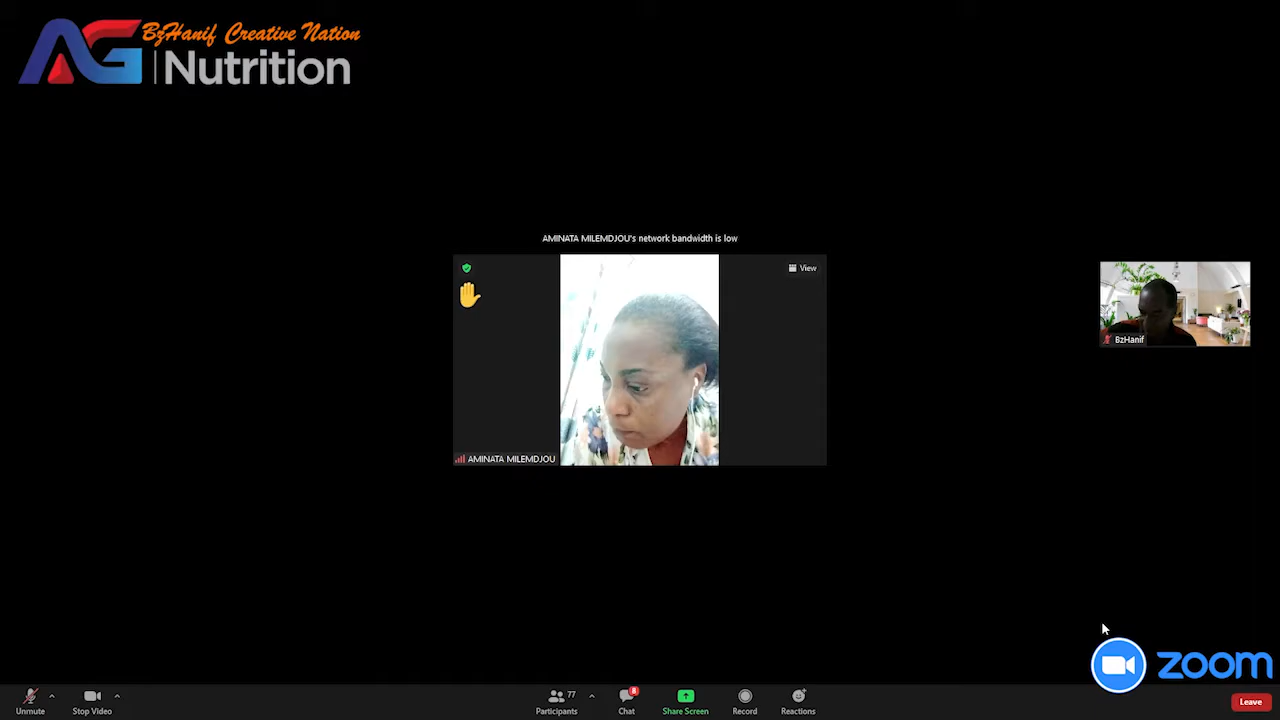 BzHanif Creative Nation
AG | Nutrition
AMINATA MILEMDJOU's network bandwidth is low
View
AMINATA MILEMDJOU
BzHanif
zoom
Unmute
Stop Video
77
Participants
8
Chat
Share Screen
Record
Reactions
Leave